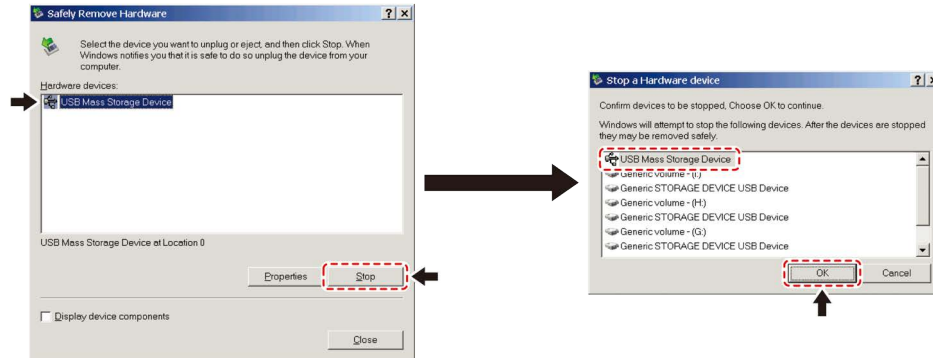 Safely Remove Hardware
Select the device you want to unplug or eject, and then click Stop. When
Windows notifies you that it is safe to do so unplug the device from your
computer.
Hardware devices:
USB Mass Storage Device
USB Mass Storage Device at Location 0
Properties
Stop
Display device components
Close
Stop a Hardware device
Confirm devices to be stopped, Choose OK to continue.
Windows will attempt to stop the following devices. After the devices are stopped
they may be removed safely.
USB Mass Storage Device
Generic volume - (I:)
Generic STORAGE DEVICE USB Device
Generic volume - (H:)
Generic STORAGE DEVICE USB Device
Generic volume - (G:)
Generic STORAGE DEVICE USB Device
OK
Cancel